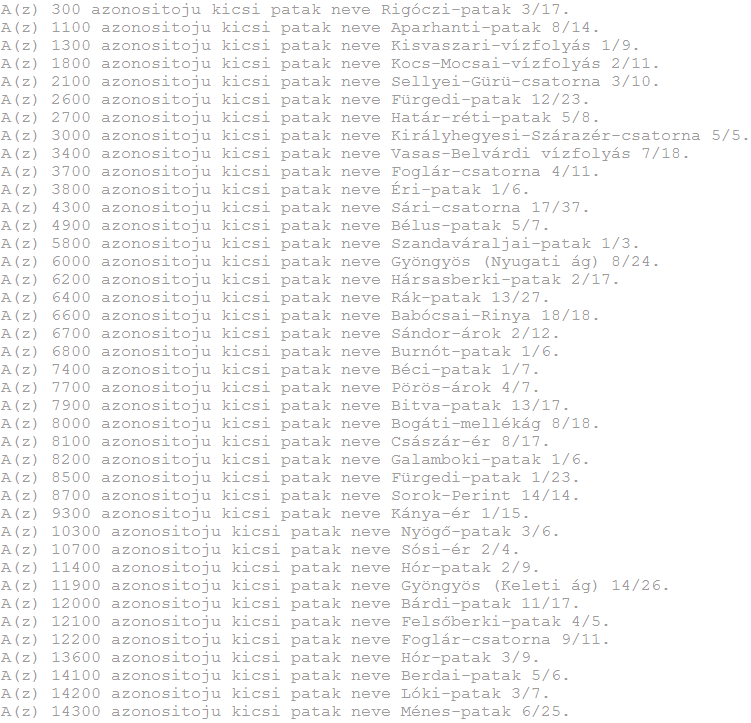 A(z) 300 azonositoju kicsi patak neve Rigóczi-patak 3/17.
A(z) 1100 azonositoju kicsi patak neve Aparhanti-patak 8/14.
A(z) 1300 azonositoju kicsi patak neve Kisvaszari-vízfolyás 1/9.
A(z) 1800 azonositoju kicsi patak neve Kocs-Mocsai-vízfolyás 2/11.
A(z) 2100 azonositoju kicsi patak neve Sellyei-Gürü-csatorna 3/10.
A(z) 2600 azonositoju kicsi patak neve Fürgedi-patak 12/23.
A(z) 2700 azonositoju kicsi patak neve Határ-réti-patak 5/8.
A(z) 3000 azonositoju kicsi patak neve Királyhegyesi-Szárazér-csatorna 5/5.
A(z) 3400 azonositoju kicsi patak neve Vasas-Belvárdi vízfolyás 7/18.
A(z) 3700 azonositoju kicsi patak neve Foglár-csatorna 4/11.
A(z) 3800 azonositoju kicsi patak neve Éri-patak 1/6.
A(z) 4300 azonositoju kicsi patak neve Sári-csatorna 17/37.
A(z) 4900 azonositoju kicsi patak neve Bélus-patak 5/7.
A(z) 5800 azonositoju kicsi patak neve Szandaváraljai-patak 1/3.
A(z) 6000 azonositoju kicsi patak neve Gyöngyös (Nyugati ág) 8/24.
A(z) 6200 azonositoju kicsi patak neve Hársasberki-patak 2/17.
A(z) 6400 azonositoju kicsi patak neve Rák-patak 13/27.
A(z) 6600 azonositoju kicsi patak neve Babócsai-Rinya 18/18.
A(z) 6700 azonositoju kicsi patak neve Sándor-árok 2/12.
A(z) 6800 azonositoju kicsi patak neve Burnót-patak 1/6.
A(z) 7400 azonositoju kicsi patak neve Béci-patak 1/7.
A(z) 7700 azonositoju kicsi patak neve Pörös-árok 4/7.
A(z) 7900 azonositoju kicsi patak neve Bitva-patak 13/17.
A(z) 8000 azonositoju kicsi patak neve Bogáti-mellékág 8/18.
A(z) 8100 azonositoju kicsi patak neve Császár-ér 8/17.
A(z) 8200 azonositoju kicsi patak neve Galamboki-patak 1/6.
A(z) 8500 azonositoju kicsi patak neve Fürgedi-patak 1/23.
A(z) 8700 azonositoju kicsi patak neve Sorok-Perint 14/14.
A(z) 9300 azonositoju kicsi patak neve Kánya-ér 1/15.
A(z) 10300 azonositoju kicsi patak neve Nyögő-patak 3/6.
A(z) 10700 azonositoju kicsi patak neve Sósi-ér 2/4.
A(z) 11400 azonositoju kicsi patak neve Hór-patak 2/9.
A(z) 11900 azonositoju kicsi patak neve Gyöngyös (Keleti ág) 14/26.
A(z) 12000 azonositoju kicsi patak neve Bárdi-patak 11/17.
A(z) 12100 azonositoju kicsi patak neve Felsőberki-patak 4/5.
A(z) 12200 azonositoju kicsi patak neve Foglár-csatorna 9/11.
A(z) 13600 azonositoju kicsi patak neve Hór-patak 3/9.
A(z) 14100 azonositoju kicsi patak neve Berdai-patak 5/6.
A(z) 14200 azonositoju kicsi patak neve Lóki-patak 3/7.
A(z) 14300 azonositoju kicsi patak neve Ménes-patak 6/25.